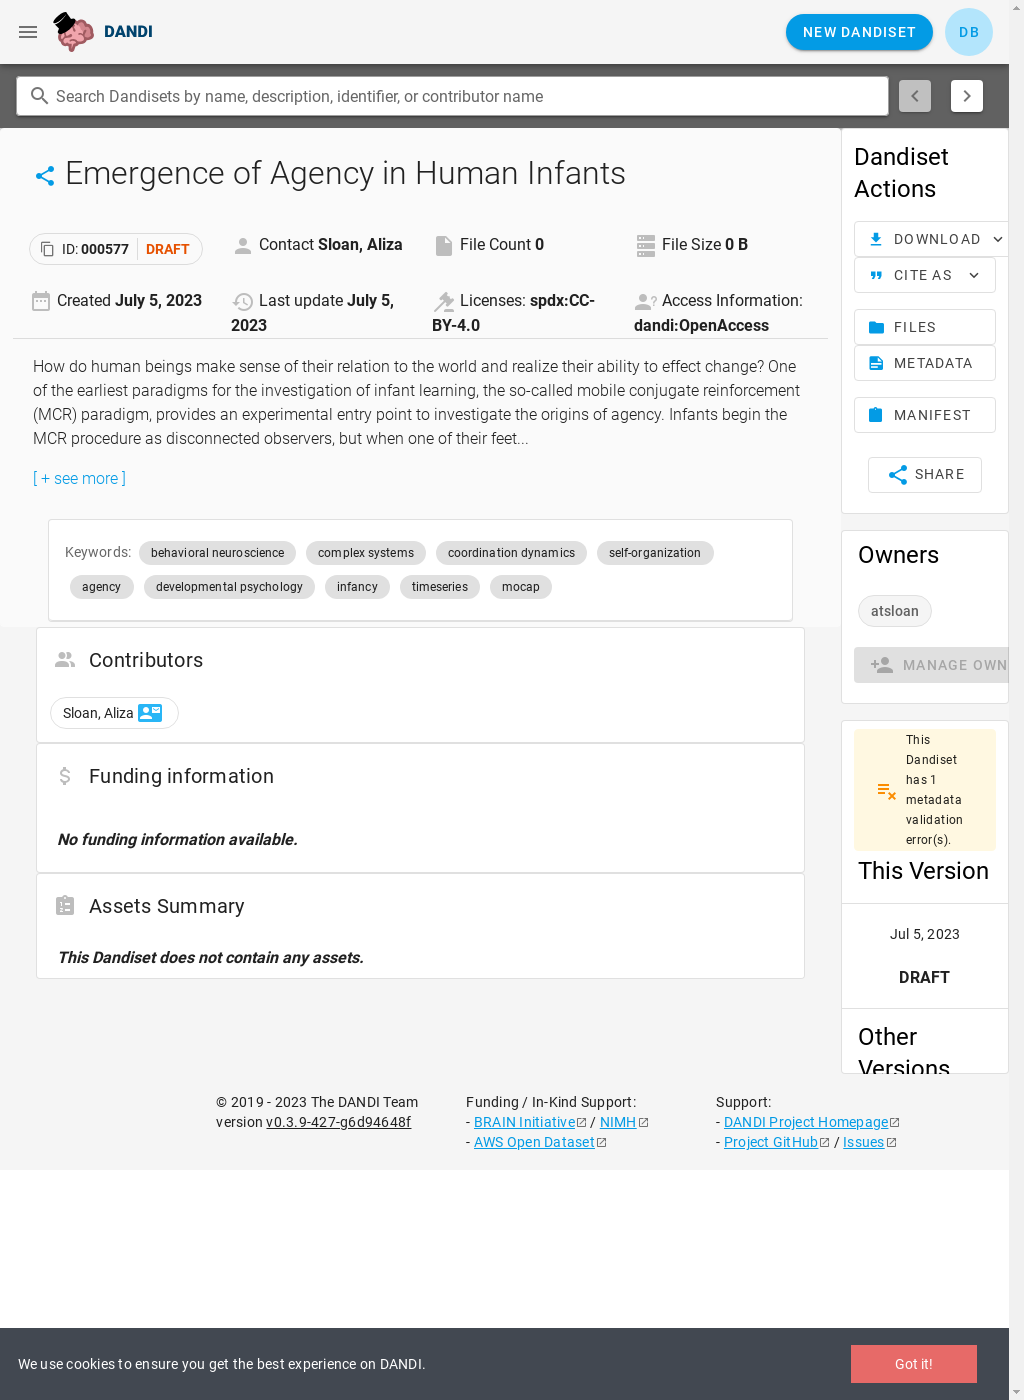 DANDI
NEW DANDISET
DB
Search Dandisets by name, description, identifier, or contributor name
Emergence of Agency in Human Infants
ID: 000577 DRAFT
Contact Sloan, Aliza
File Count 0
File Size 0 B
Created July 5, 2023
Last update July 5,
2023
Licenses: spdx:CC-
BY-4.0
Access Information:
dandi:OpenAccess
How do human beings make sense of their relation to the world and realize their ability to effect change? One
of the earliest paradigms for the investigation of infant learning, the so-called mobile conjugate reinforcement
(MCR) paradigm, provides an experimental entry point to investigate the origins of agency. Infants begin the
MCR procedure as disconnected observers, but when one of their feet...
[ + see more ]
Keywords: behavioral neuroscience complex systems coordination dynamics self-organization
agency developmental psychology infancy timeseries mocap
Contributors
Sloan, Aliza
Funding information
No funding information available.
Assets Summary
This Dandiset does not contain any assets.
Dandiset
Actions
DOWNLOAD
CITE AS
FILES
METADATA
MANIFEST
SHARE
Owners
atsloan
MANAGE OWN
This
Dandiset
has 1
metadata
validation
error(s).
This Version
Jul 5, 2023
DRAFT
Other
Versions
© 2019 - 2023 The DANDI Team
version v0.3.9-427-g6d94648f
Funding / In-Kind Support:
- BRAIN Initiative / NIMH
- AWS Open Dataset
Support:
- DANDI Project Homepage
- Project GitHub / Issues
We use cookies to ensure you get the best experience on DANDI.
Got it!